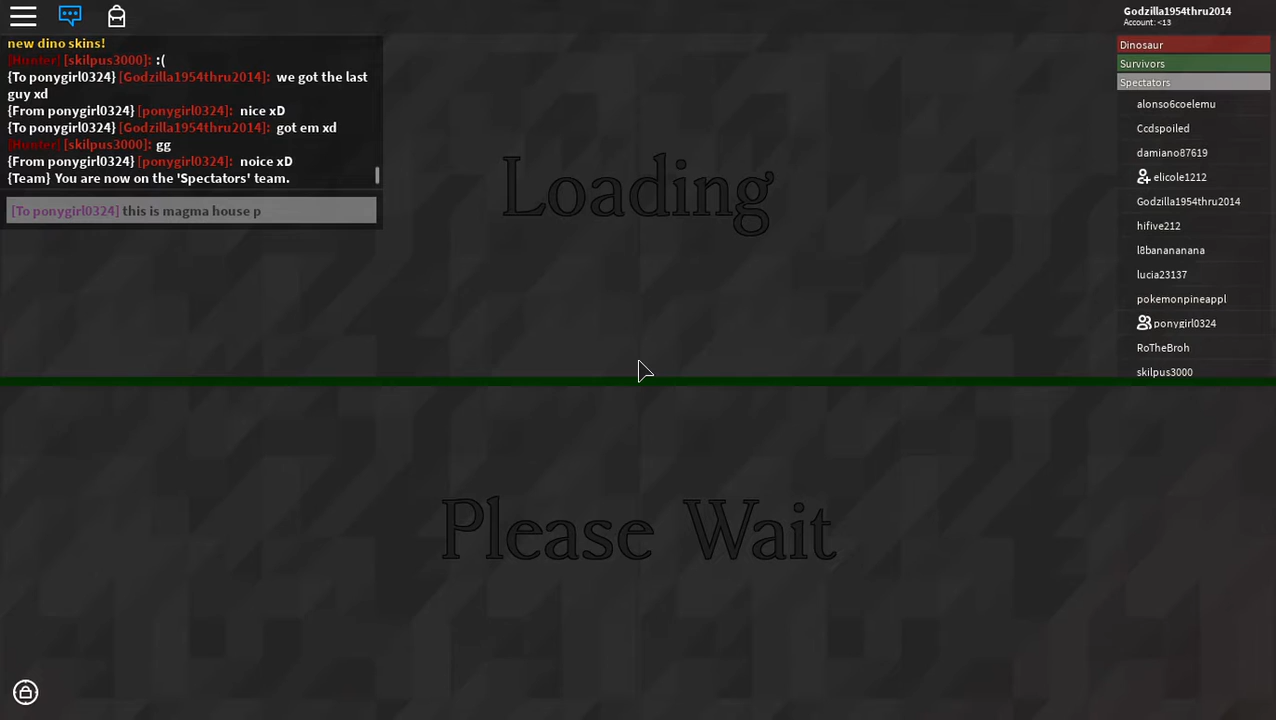 Godzilla1954thru2014
Account: <13
new dino skins!
[Hunter] [skilpus3000]: :(
{To ponygirl0324} [Godzilla1954thru2014]: we got the last
guy xd
{From ponygirl0324} [ponygirl0324]: nice xD
{To ponygirl0324} [Godzilla1954thru2014]: got em xd
[Hunter] [skilpus3000]: gg
{From ponygirl0324} [ponygirl0324]: noice xD
{Team} You are now on the 'Spectators' team.
[To ponygirl0324] this is magma house p
Loading
Please Wait
Dinosaur
Survivors
Spectators
alonso6coelemu
Ccdspoiled
damiano87619
elicole1212
Godzilla1954thru2014
hifive212
l8banananana
lucia23137
pokemonpineappl
ponygirl0324
RoTheBroh
skilpus3000